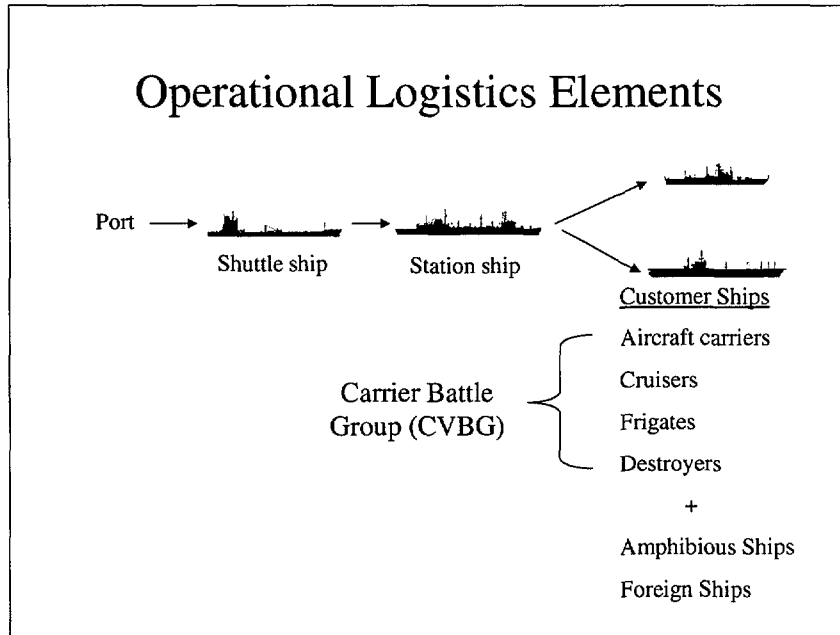 Operational Logistics Elements
Port
Shuttle ship
Station ship
Customer Ships
Aircraft carriers
Cruisers
Frigates
Destroyers
+
Amphibious Ships
Foreign Ships
Carrier Battle
Group (CVBG)